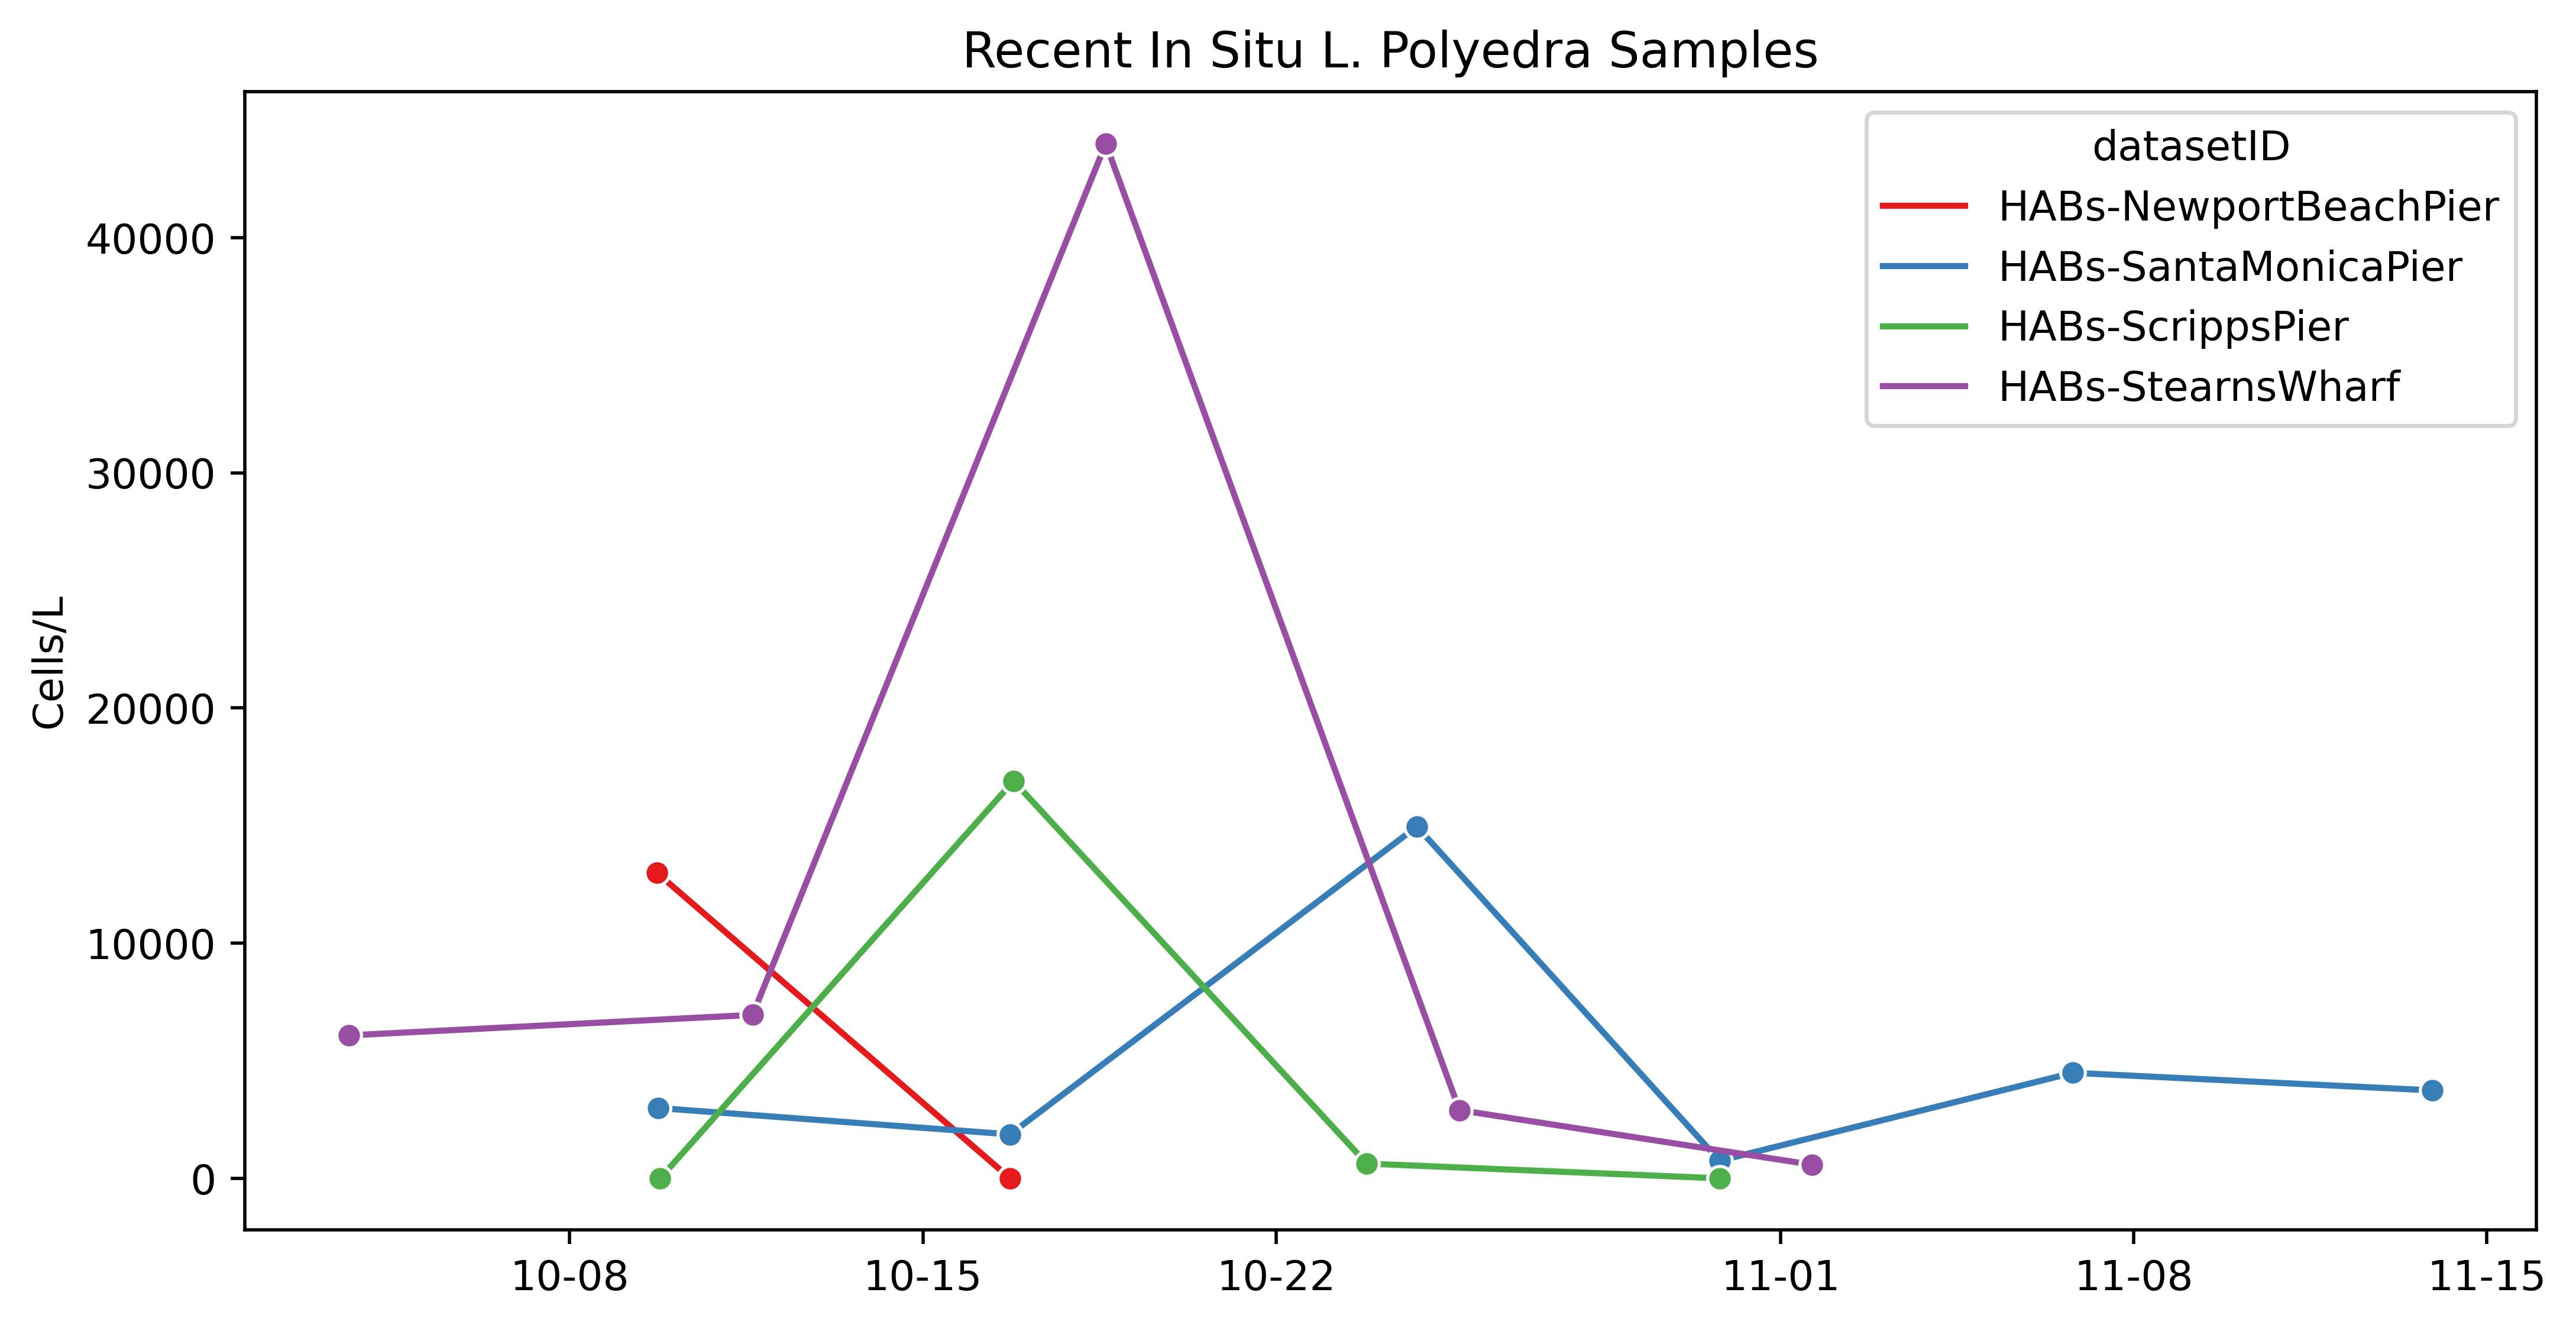 Recent In Situ L. Polyedra Samples
datasetID
HABs-NewportBeachPier
HABs-SantaMonicaPier
HABs-ScrippsPier
HABs-StearnsWharf
Cells/L
40000
30000
20000
10000
0
10-08 10-15 10-22 11-01 11-08 11-15